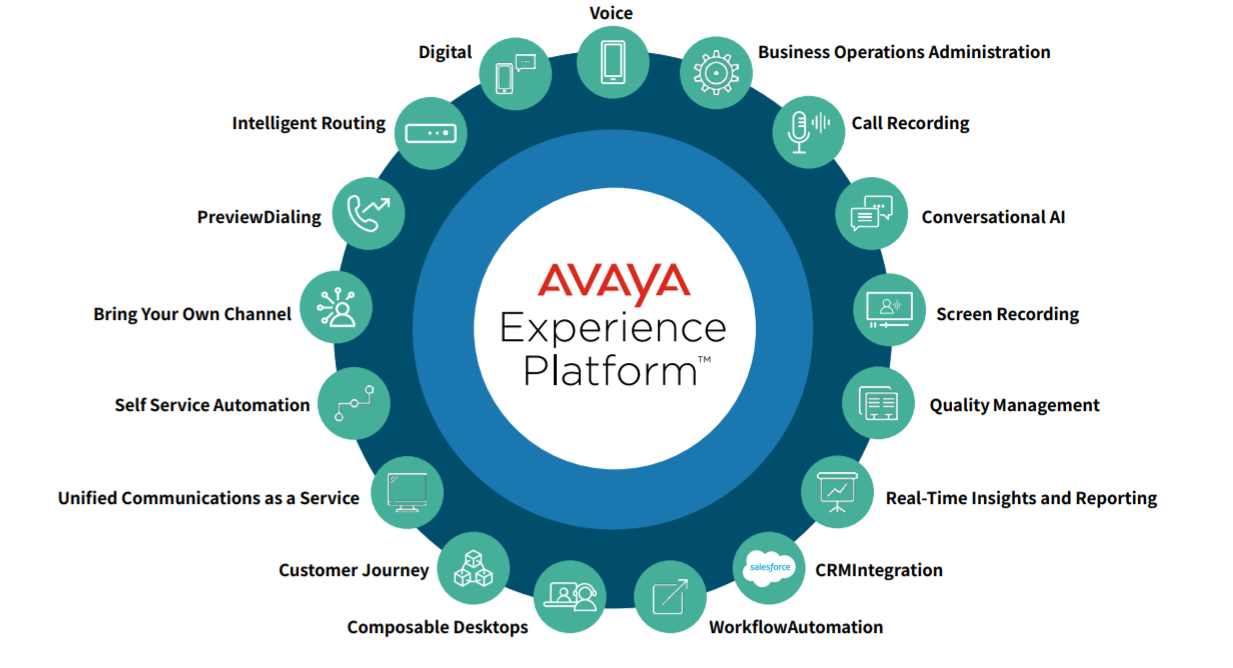 Voice
Digital
Business Operations Administration
Intelligent Routing
Call Recording
PreviewDialing
Conversational AI
AVAYA
Experience
Platform™
Bring Your Own Channel
Screen Recording
Self Service Automation
Quality Management
Unified Communications as a Service
Real-Time Insights and Reporting
Customer Journey
salesforce
CRMIntegration
Composable Desktops
WorkflowAutomation